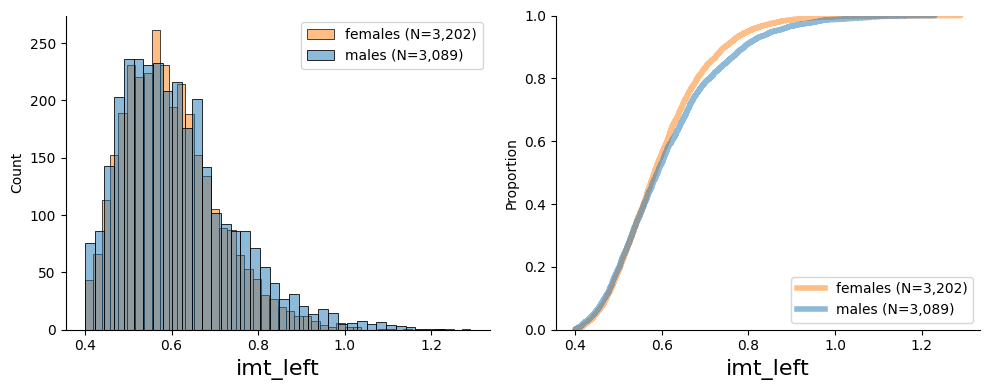 females (N=3,202)
males (N=3,089)
Count
250
200
150
100
50
0
0.4 0.6 0.8 1.0 1.2
imt_left
Proportion
1.0
0.8
0.6
0.4
0.2
0.0
females (N=3,202)
males (N=3,089)
0.4 0.6 0.8 1.0 1.2
imt_left